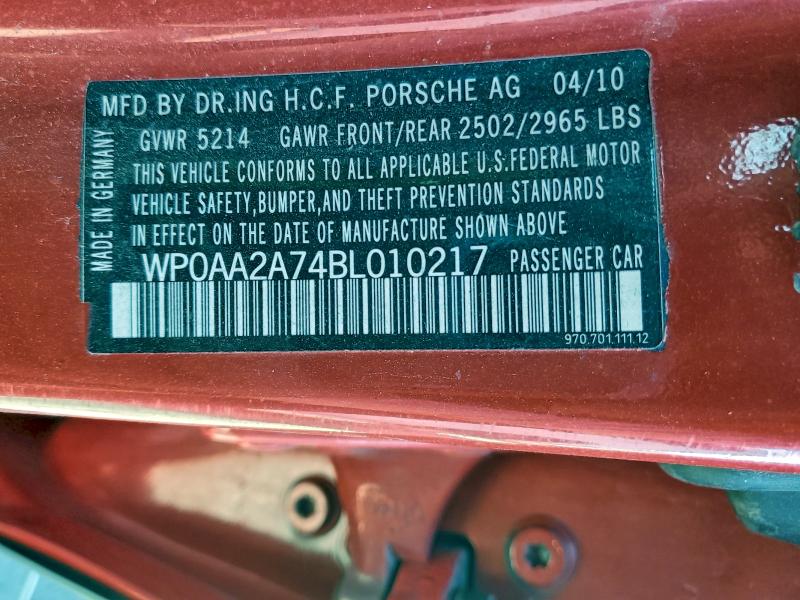 MFD BY DR.ING H.C.F. PORSCHE AG 04/10
GVWR 5214 GAWR FRONT/REAR 2502/2965 LBS
THIS VEHICLE CONFORMS TO ALL APPLICABLE U.S.FEDERAL MOTOR
VEHICLE SAFETY,BUMPER,AND THEFT PREVENTION STANDARDS
IN EFFECT ON THE DATE OF MANUFACTURE SHOWN ABOVE
WP0AA2A74BL010217 PASSENGER CAR
970.701.111.12
MADE IN GERMANY